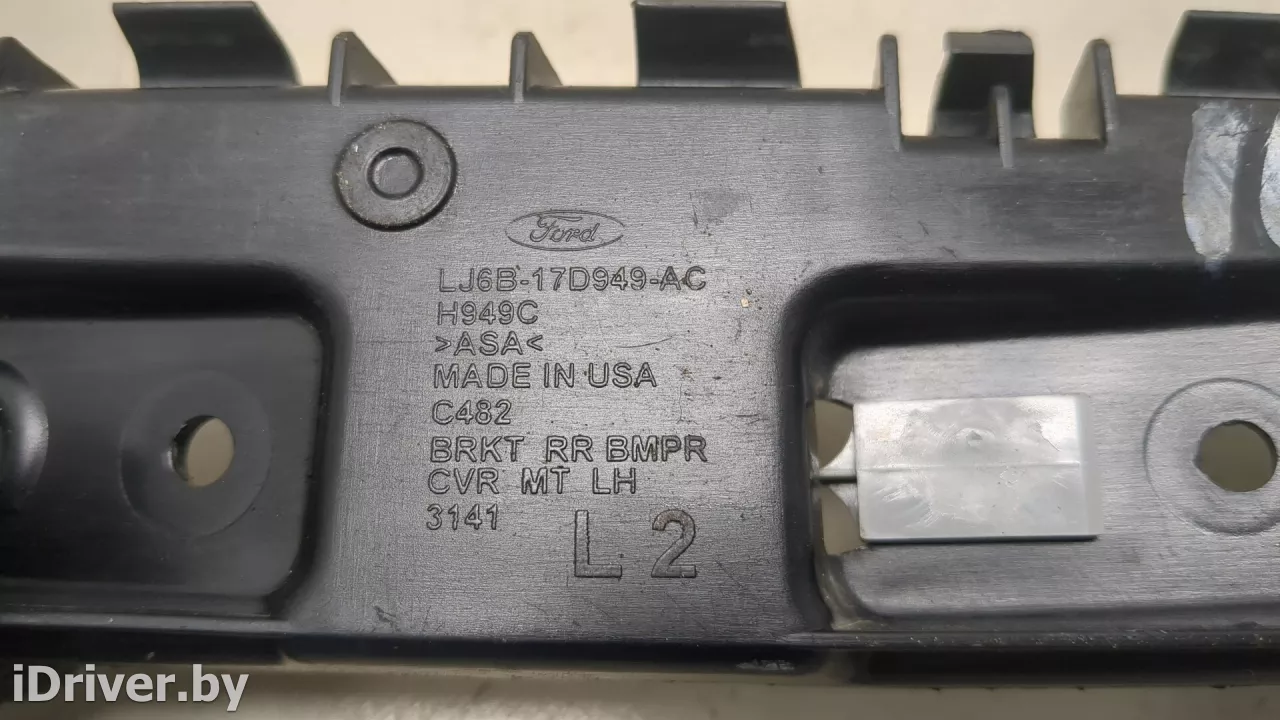 Ford
LJ6B-17D949-AC
H949C
>ASA<
MADE IN USA
C482
BRKT RR BMPR
CVR MT LH
3141
L 2
iDriver.by